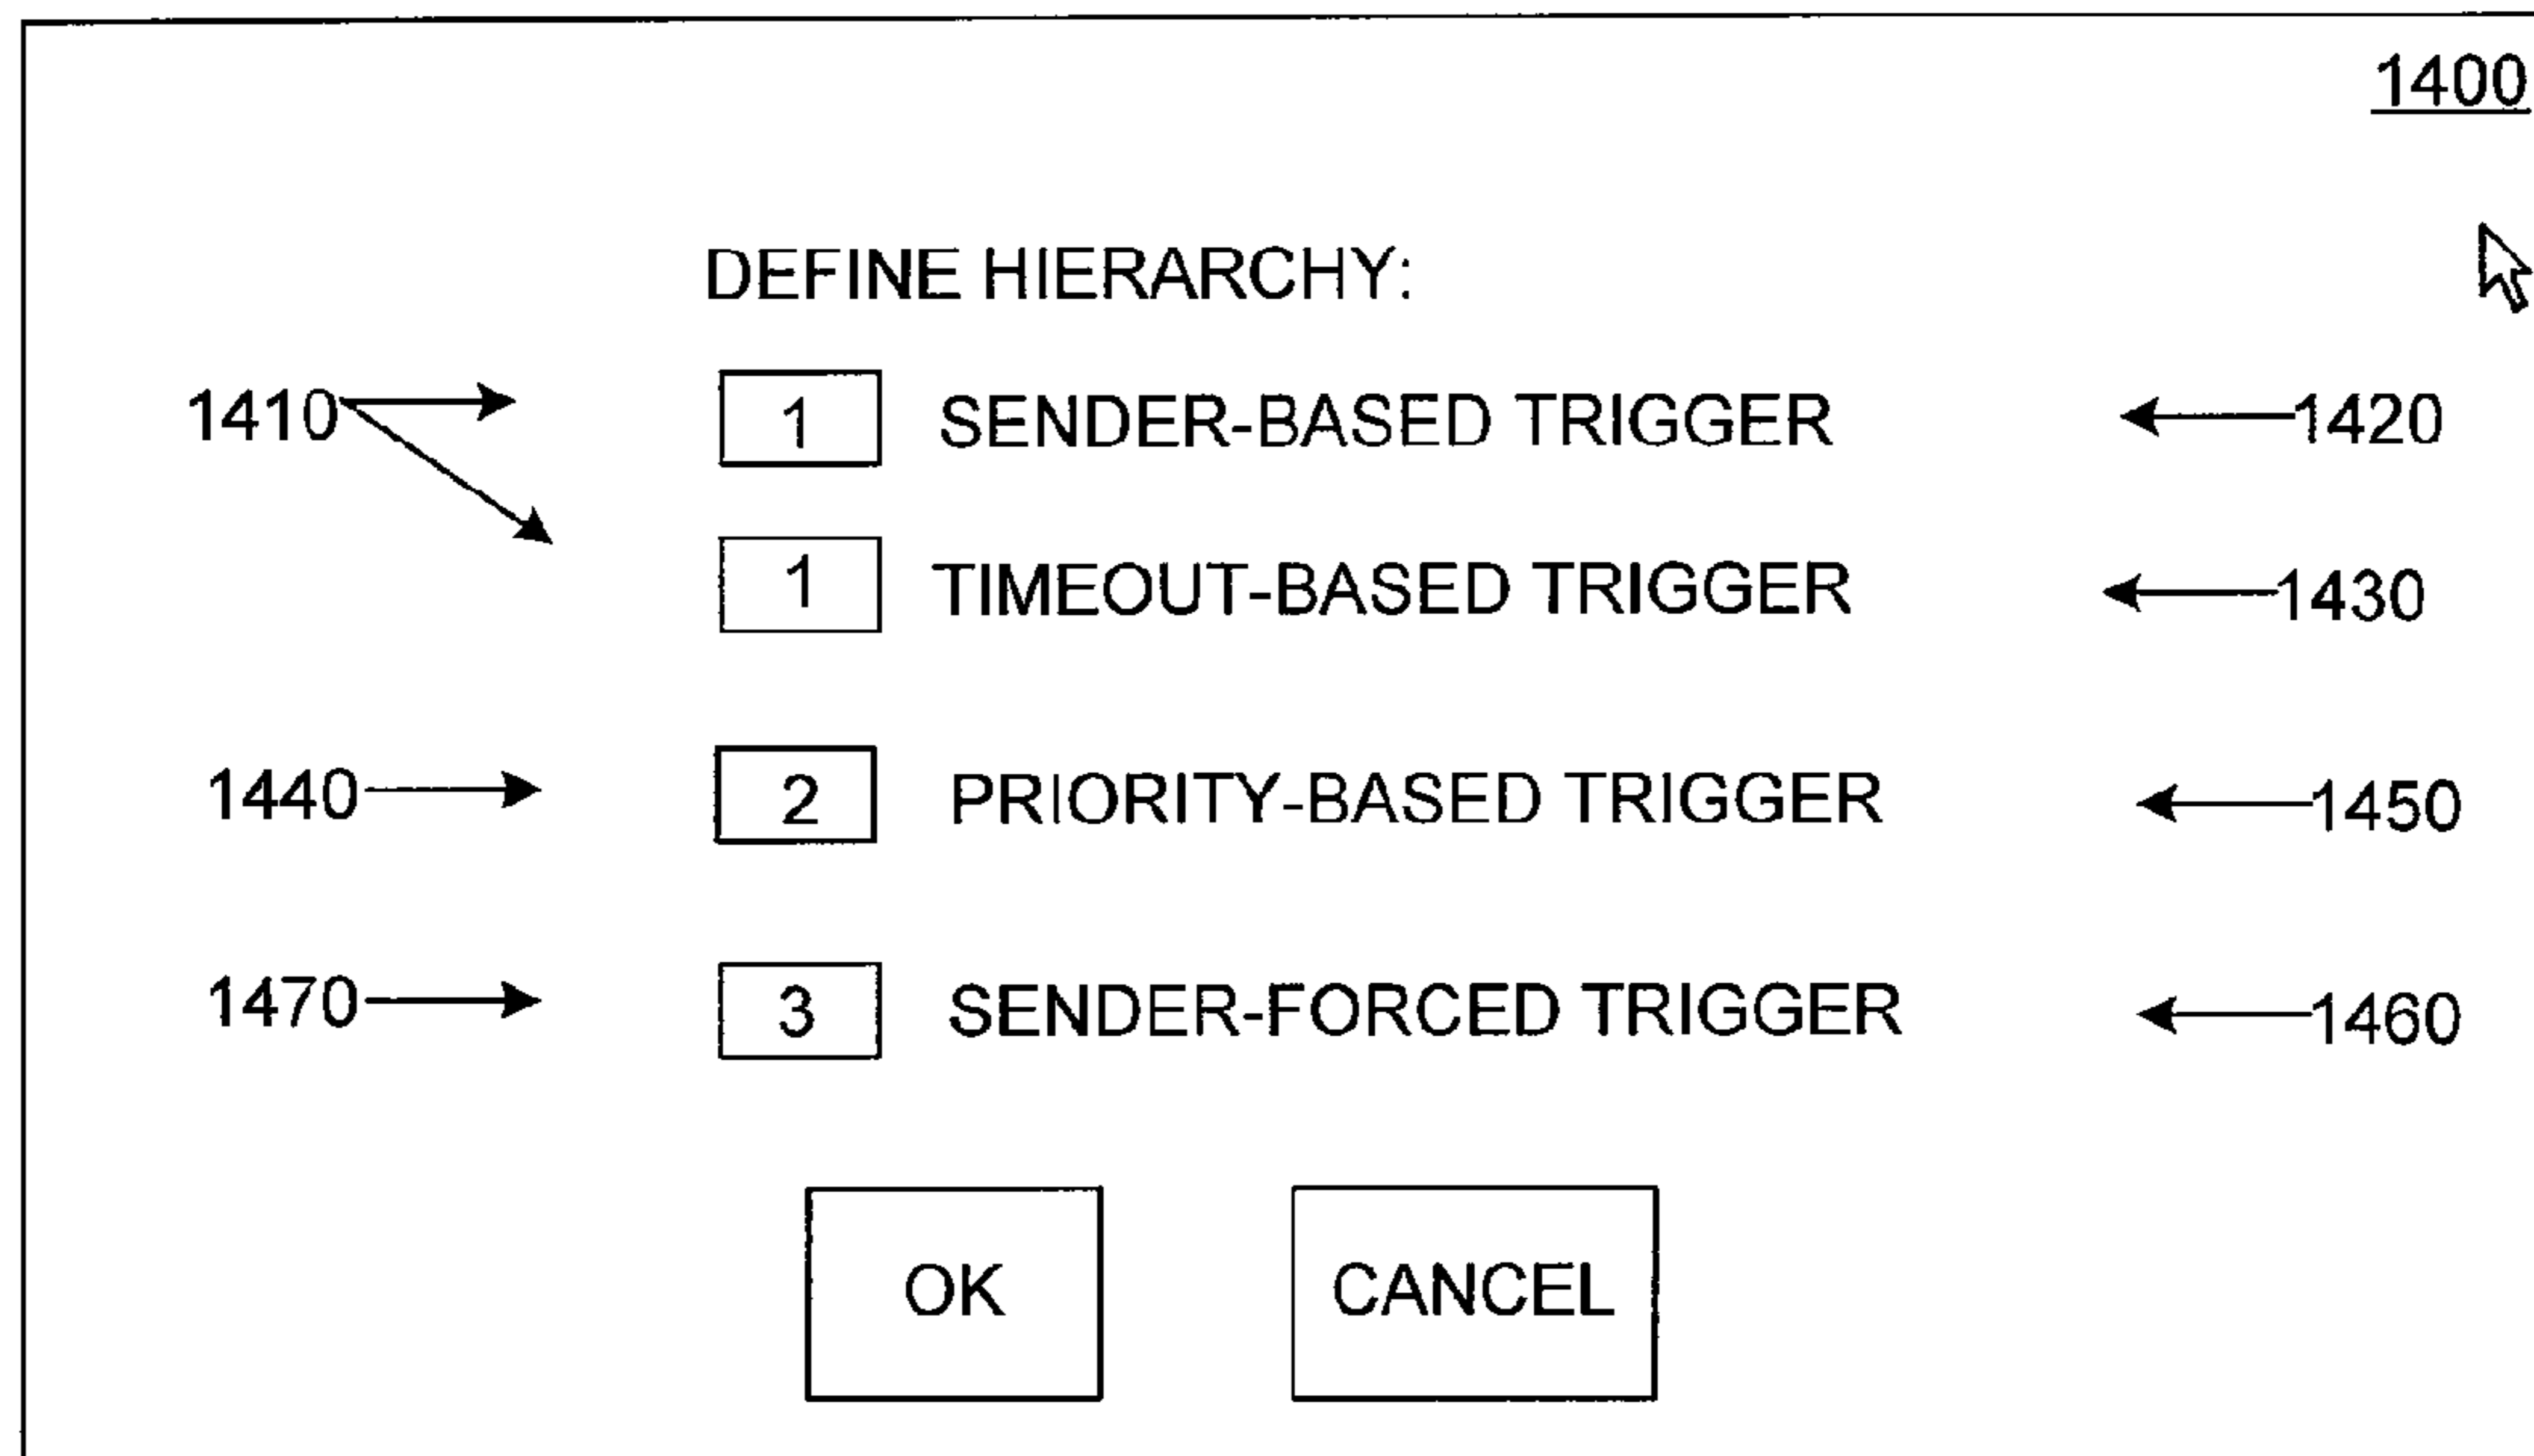 1400
DEFINE HIERARCHY:
1410 1 SENDER-BASED TRIGGER 1420
1 TIMEOUT-BASED TRIGGER 1430
1440 2 PRIORITY-BASED TRIGGER 1450
1470 3 SENDER-FORCED TRIGGER 1460
OK CANCEL